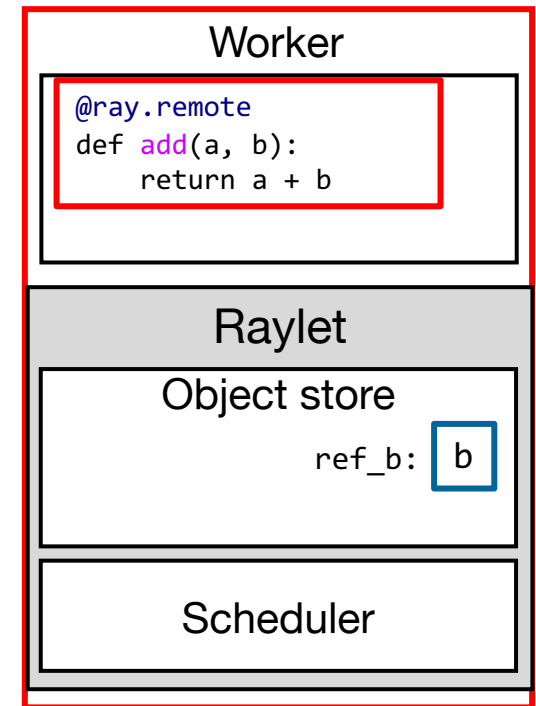 Worker
@ray.remote
def add(a, b):
    return a + b
Raylet
Object store
ref_b: b
Scheduler